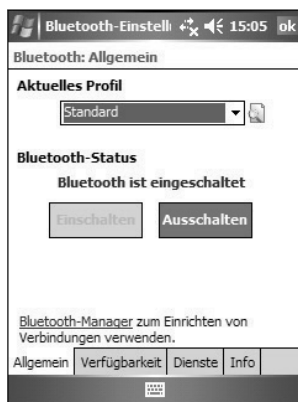 Bluetooth-Einstell 15:05 ok
Bluetooth: Allgemein
Aktuelles Profil
Standard
Bluetooth-Status
Bluetooth ist eingeschaltet
Einschalten Ausschalten
Bluetooth-Manager zum Einrichten von
Verbindungen verwenden.
Allgemein Verfügbarkeit Dienste Info